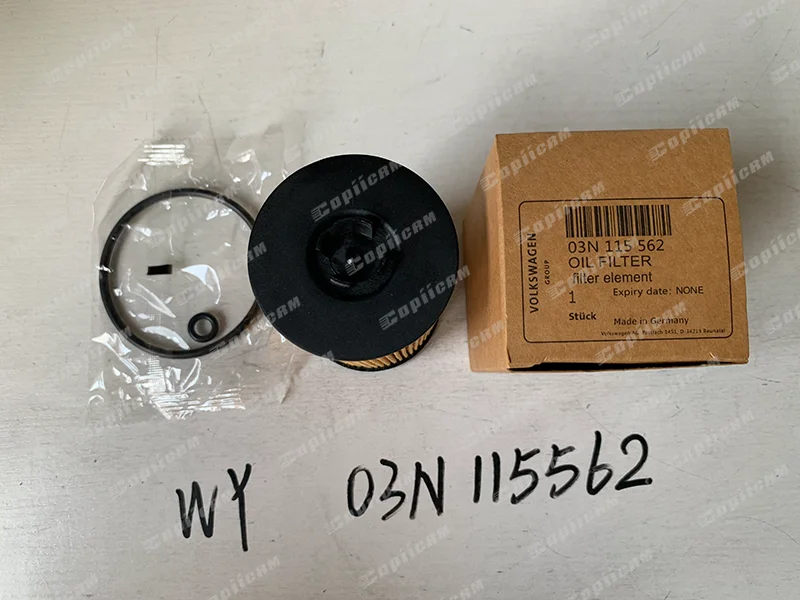 VOLKSWAGEN
GROUP
03N 115 562
OIL FILTER
filter element
1
Expiry date: NONE
Stück
Made in Germany
WY 03N 115562
Copiicam